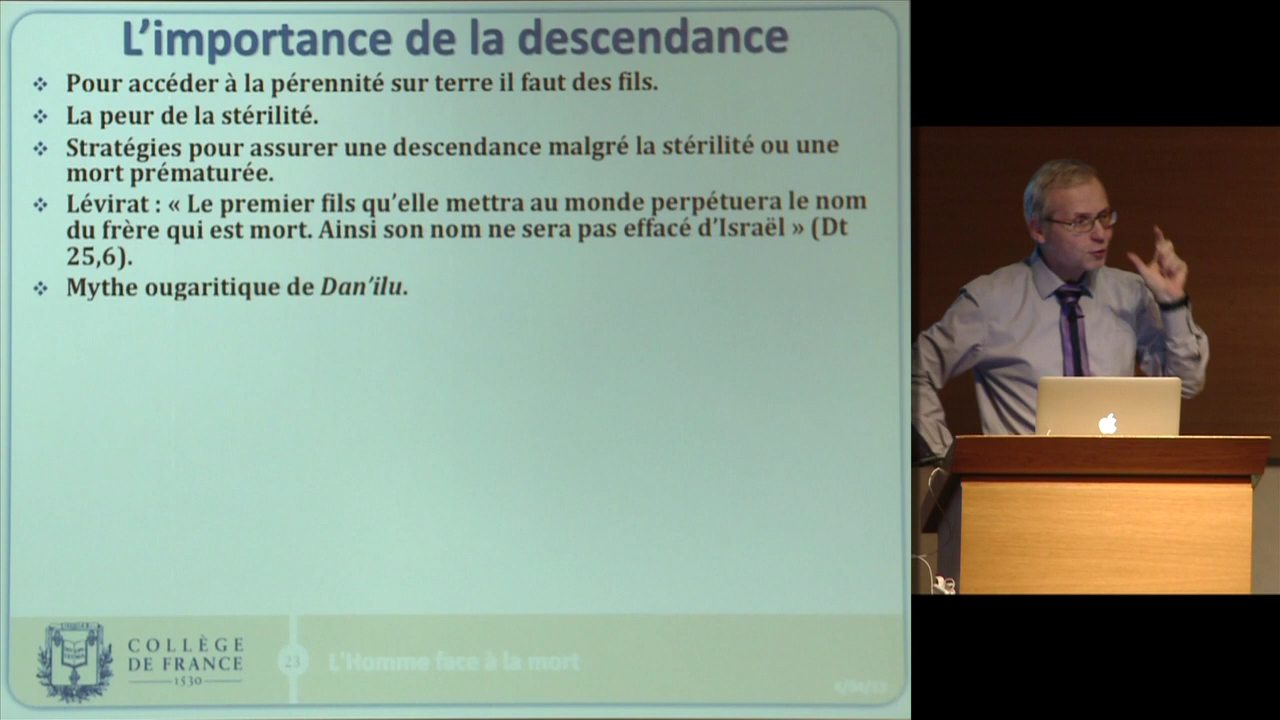 L'importance de la descendance
❖ Pour accéder à la pérennité sur terre il faut des fils.
❖ La peur de la stérilité.
❖ Stratégies pour assurer une descendance malgré la stérilité ou une
mort prématurée.
❖ Lévirat : « Le premier fils qu'elle mettra au monde perpétuera le nom
du frère qui est mort. Ainsi son nom ne sera pas effacé d'Israël » (Dt
25,6).
❖ Mythe ougaritique de Dan'ilu.
COLLÈGE
DE FRANCE
1530
23
L'Homme face à la mort